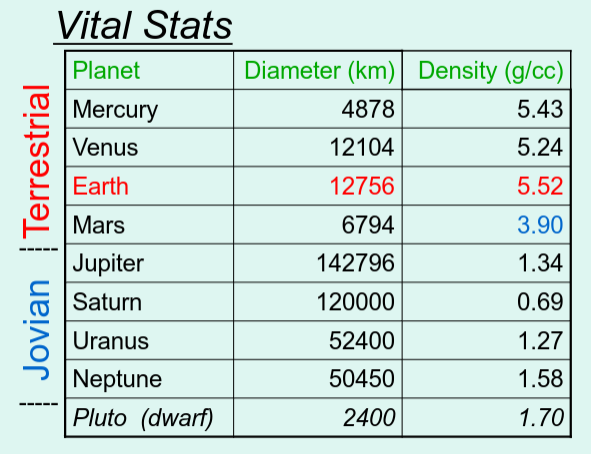 Vital Stats
Planet Diameter (km) Density (g/cc)
Terrestrial
Mercury 4878 5.43
Venus 12104 5.24
Earth 12756 5.52
Mars 6794 3.90
-----
Jovian
Jupiter 142796 1.34
Saturn 120000 0.69
Uranus 52400 1.27
Neptune 50450 1.58
-----
Pluto (dwarf) 2400 1.70